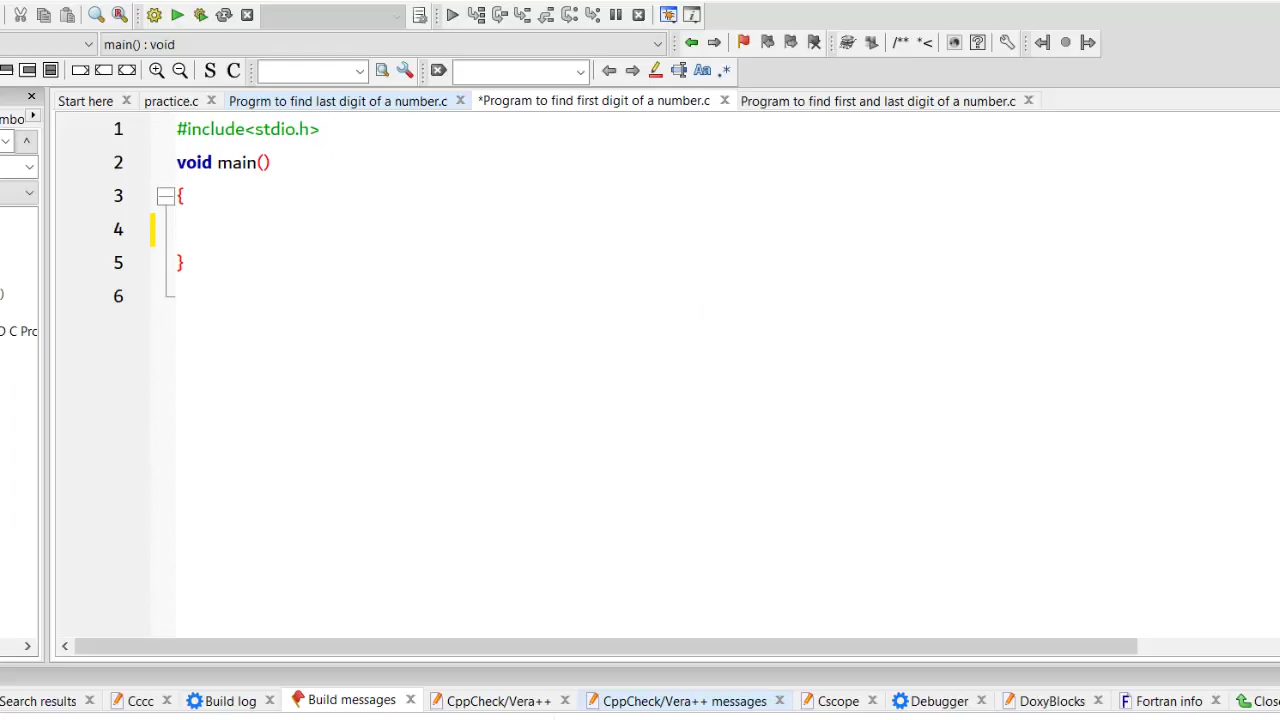 main() : void
/** *<
S C
Aa .*
Start here practice.c Progrm to find last digit of a number.c *Program to find first digit of a number.c Program to find first and last digit of a number.c
1 #include<stdio.h>
2 void main()
3 {
4
5 }
6
Search results Cccc Build log Build messages CppCheck/Vera++ CppCheck/Vera++ messages Cscope Debugger DoxyBlocks Fortran info